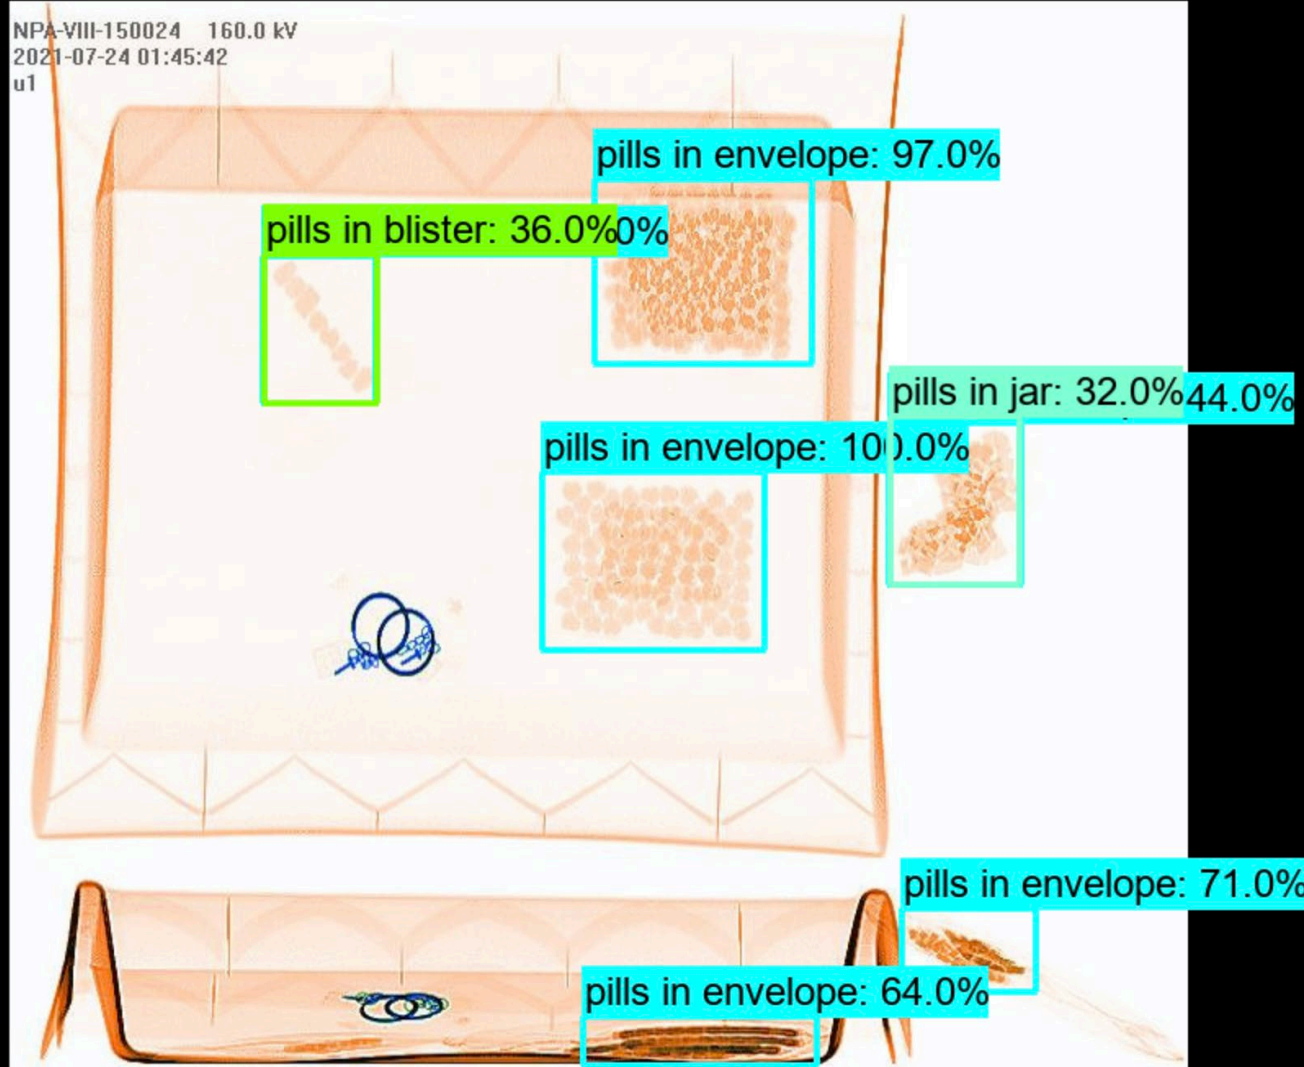 NPA-VIII-150024 160.0 kV
2021-07-24 01:45:42
u1
pills in envelope: 97.0%
pills in blister: 36.0%
0%
pills in jar: 32.0%
44.0%
pills in envelope: 100.0%
pills in envelope: 71.0%
pills in envelope: 64.0%